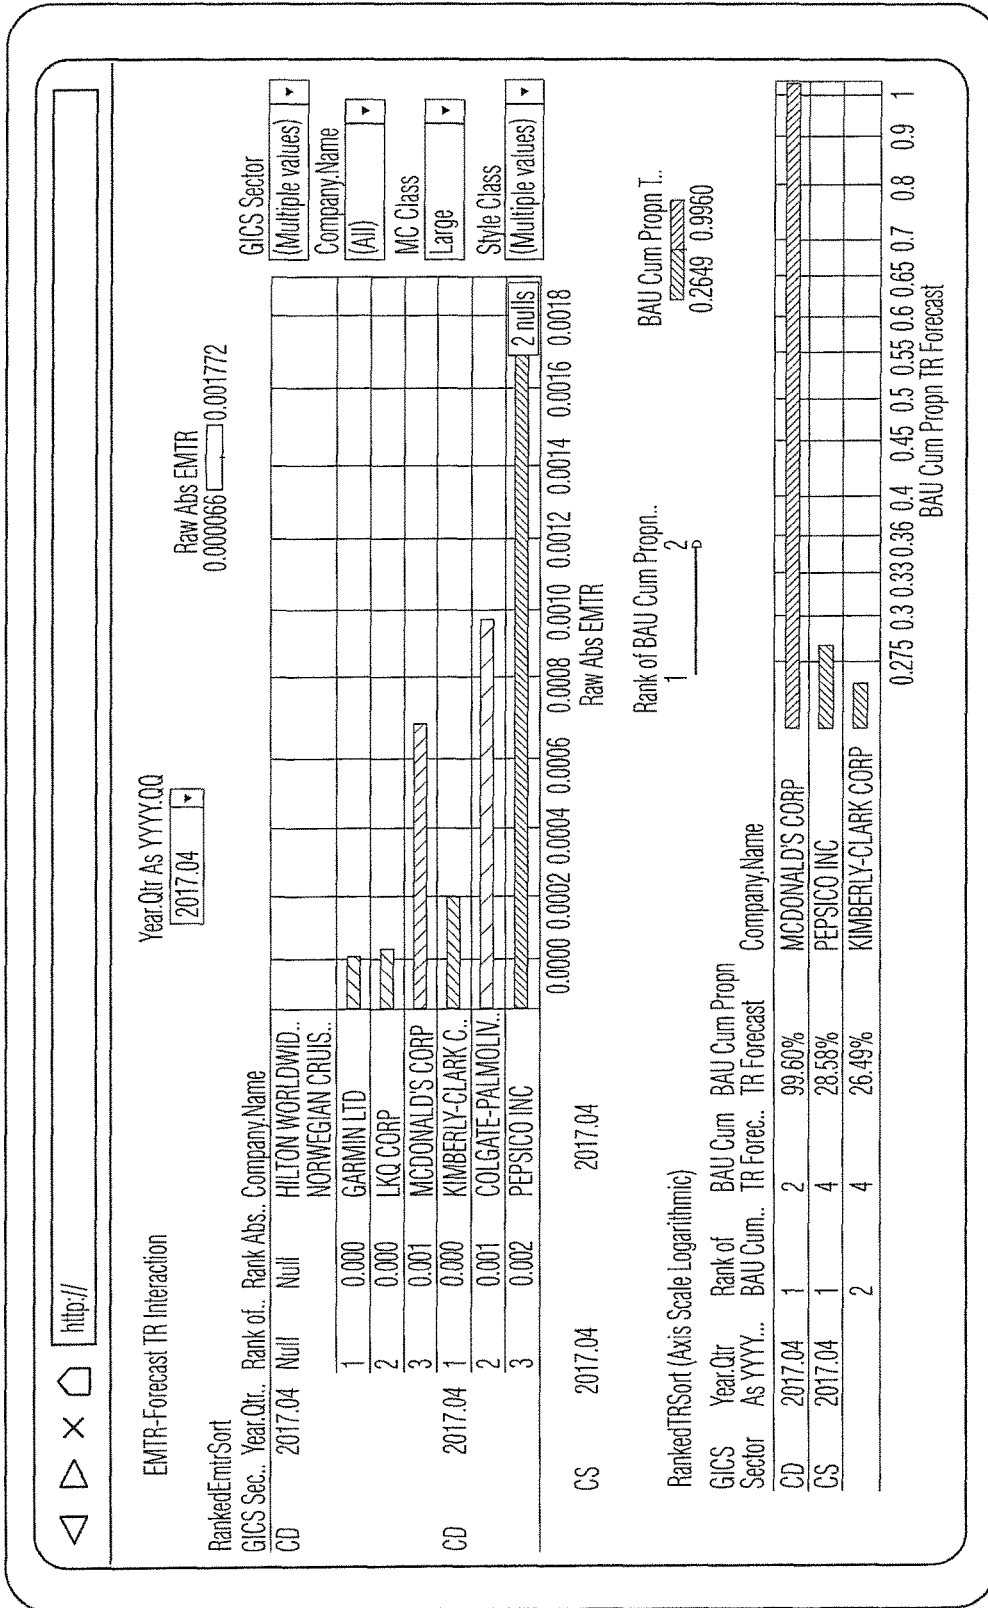 http://
EMTR-Forecast TR Interaction
Year.Qtr As YYYY.QQ
2017.04
Raw Abs EMTR
0.000066 0.001772
GICS Sector
(Multiple values)
Company.Name
(All)
MC Class
Large
Style Class
(Multiple values)
RankedEmtrSort
GICS Sec.. Year.Qtr.. Rank of.. Rank Abs.. Company.Name
CD 2017.04 Null Null HILTON WORLDWID..
NORWEGIAN CRUIS..
1 0.000 GARMIN LTD
2 0.000 LKQ CORP
3 0.001 MCDONALD'S CORP
CD 2017.04 1 0.000 KIMBERLY-CLARK C..
2 0.001 COLGATE-PALMOLIV..
3 0.002 PEPSICO INC
2 nulls
0.0000 0.0002 0.0004 0.0006 0.0008 0.0010 0.0012 0.0014 0.0016 0.0018
Raw Abs EMTR
CS 2017.04 2017.04
Rank of BAU Cum Propn..
1 2
BAU Cum Propn T..
0.2649 0.9960
RankedTRSort (Axis Scale Logarithmic)
GICS Year.Qtr Rank of BAU Cum BAU Cum Propn
Sector As YYYY... BAU Cum.. TR Forec.. TR Forecast Company.Name
CD 2017.04 1 2 99.60% MCDONALD'S CORP
CS 2017.04 1 4 28.58% PEPSICO INC
2 4 26.49% KIMBERLY-CLARK CORP
0.275 0.3 0.33 0.36 0.4 0.45 0.5 0.55 0.6 0.65 0.7 0.8 0.9 1
BAU Cum Propn TR Forecast